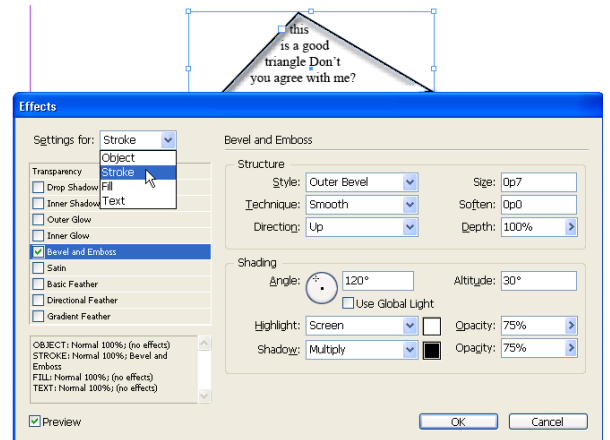 this
is a good
triangle Don't
you agree with me?
Effects
Settings for: Stroke
Object
Stroke
Fill
Text
Transparency
Drop Shadow
Inner Shadow
Outer Glow
Inner Glow
Bevel and Emboss
Satin
Basic Feather
Directional Feather
Gradient Feather
OBJECT: Normal 100%; (no effects)
STROKE: Normal 100%; Bevel and
Emboss
FILL: Normal 100%; (no effects)
TEXT: Normal 100%; (no effects)
Preview
Bevel and Emboss
Structure
Style: Outer Bevel Size: 0p7
Technique: Smooth Soften: 0p0
Direction: Up Depth: 100%
Shading
Angle: 120° Altitude: 30°
Use Global Light
Highlight: Screen Opacity: 75%
Shadow: Multiply Opacity: 75%
OK Cancel